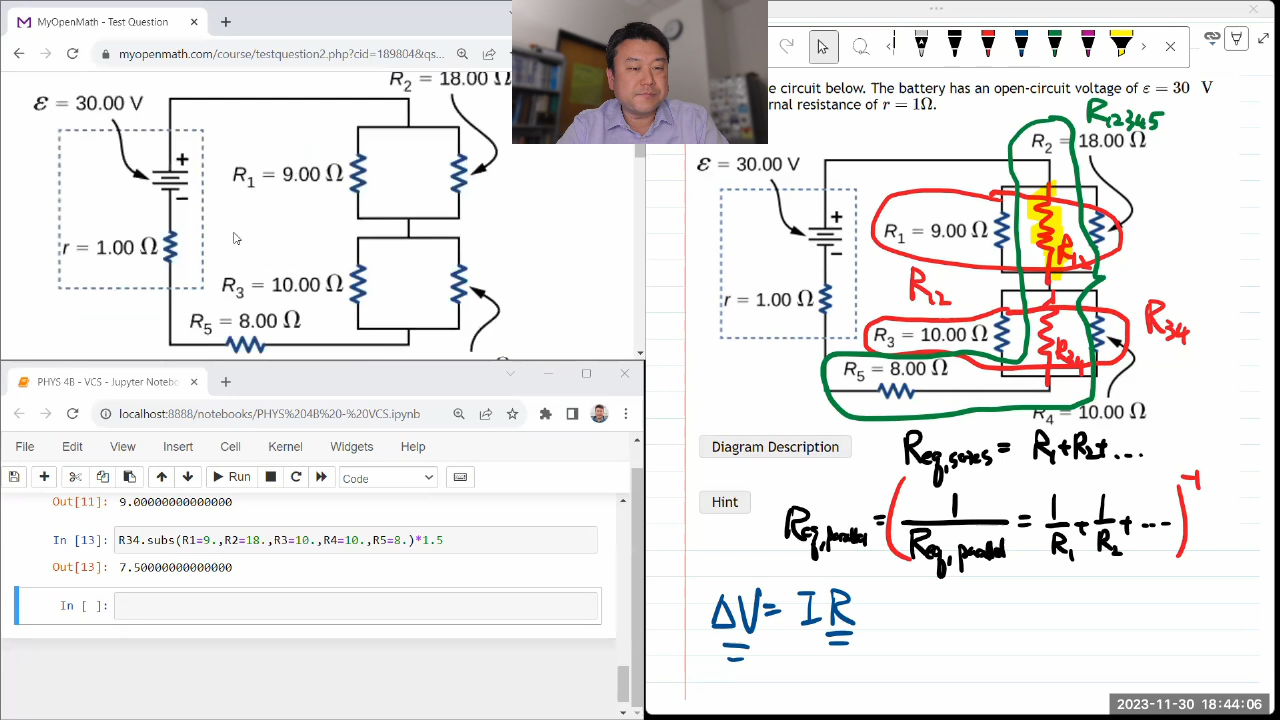 MyOpenMath - Test Question
myopenmath.com/course/testquestion.php?cid=
R2 = 18.00 Ω
ε = 30.00 V
+
R1 = 9.00 Ω
−
r = 1.00 Ω
R3 = 10.00 Ω
R5 = 8.00 Ω
PHYS 4B - VCS - Jupyter Notebo
localhost:8888/notebooks/PHYS%204B%20-%20VCS.ipynb
File Edit View Insert Cell Kernel Widgets Help
Run
Code
Out[11]: 9.00000000000000
In [13]: R345.subs(R1=9.,R2=18.,R3=10.,R4=10.,R5=8.)*1.5
Out[13]: 7.50000000000000
In [ ]:
e circuit below. The battery has an open-circuit voltage of ε = 30 V
rnal resistance of r = 1Ω.
R12345
R2 = 18.00 Ω
ε = 30.00 V
+
R1 = 9.00 Ω
R12
−
R12
r = 1.00 Ω
R34
R3 = 10.00 Ω
R34
R5 = 8.00 Ω
R4 = 10.00 Ω
Diagram Description
Req,series = R1+R2+...
Hint
Req,parallel = ( 1/Req,parallel = 1/R1 + 1/R2 + ... )-1
ΔV = IR
2023-11-30 18:44:06